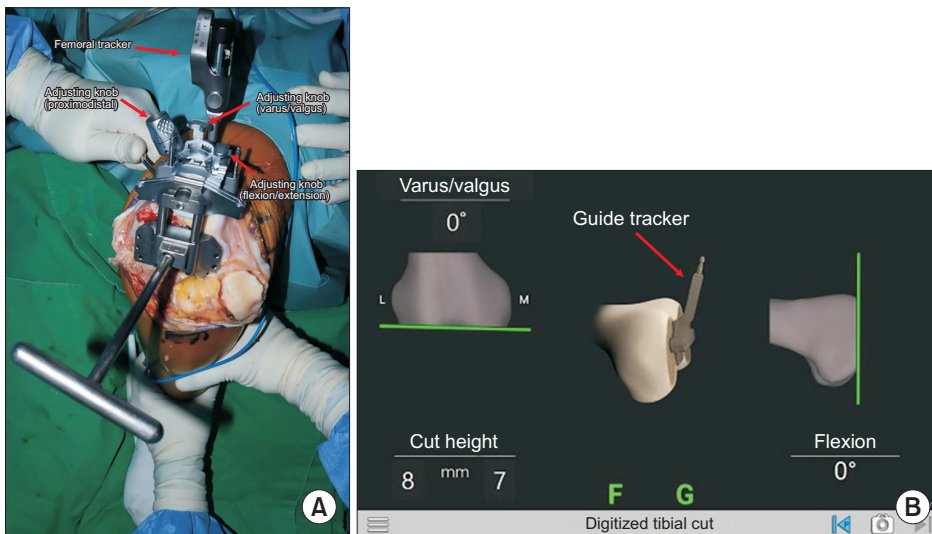 Femoral tracker
Adjusting knob
(proximodistal)
Adjusting knob
(varus/valgus)
Adjusting knob
(flexion/extension)
A
Varus/valgus
0°
Guide tracker
L
M
Cut height
8 mm 7
Flexion
0°
F G
Digitized tibial cut
B